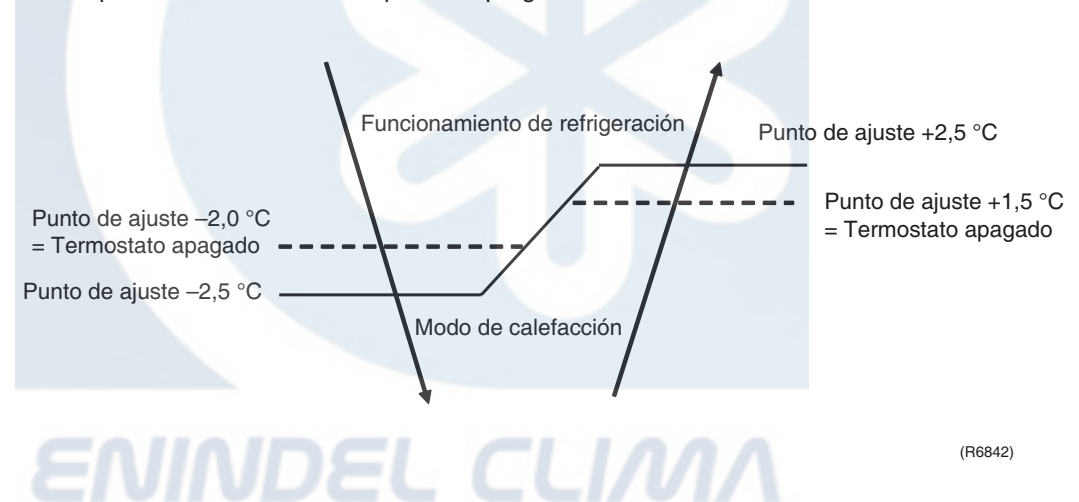 Funcionamiento de refrigeración
Punto de ajuste +2,5 °C
Punto de ajuste –2,0 °C
= Termostato apagado
Punto de ajuste +1,5 °C
= Termostato apagado
Punto de ajuste –2,5 °C
Modo de calefacción
(R6842)
ENINDEL CLIMA